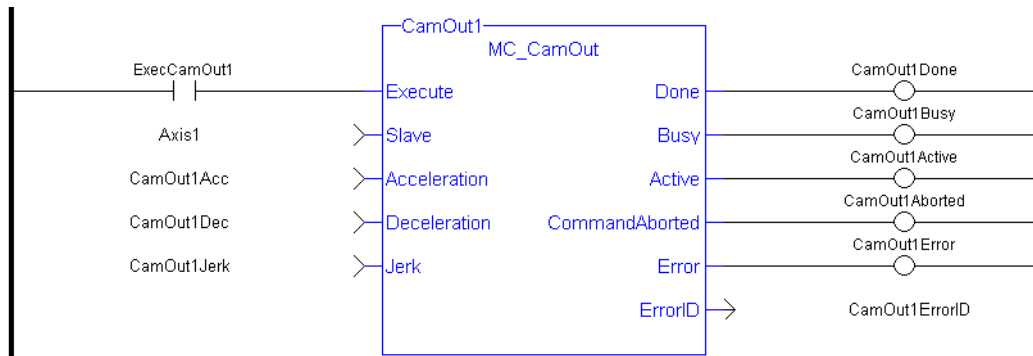 CamOut1
MC_CamOut
ExecCamOut1 Execute Done CamOut1Done
Axis1 Slave Busy CamOut1Busy
CamOut1Acc Acceleration Active CamOut1Active
CamOut1Dec Deceleration CommandAborted CamOut1Aborted
CamOut1Jerk Jerk Error CamOut1Error
ErrorID CamOut1ErrorID